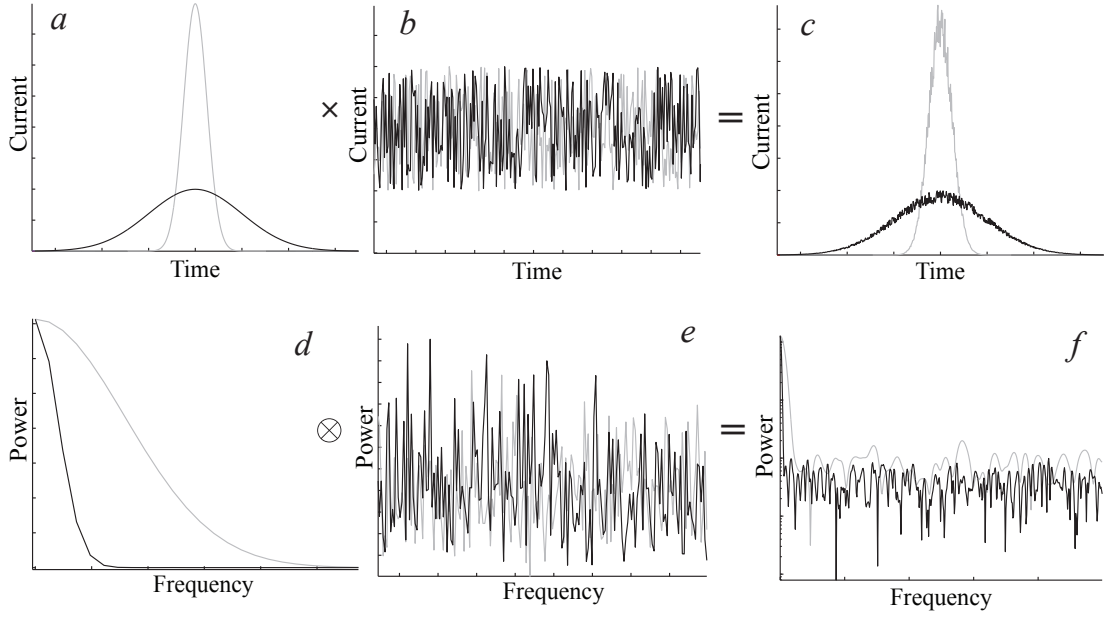 a
b
c
Current
×
Current
=
Current
Time
Time
Time
d
e
f
Power
⊗
Power
=
Power
Frequency
Frequency
Frequency